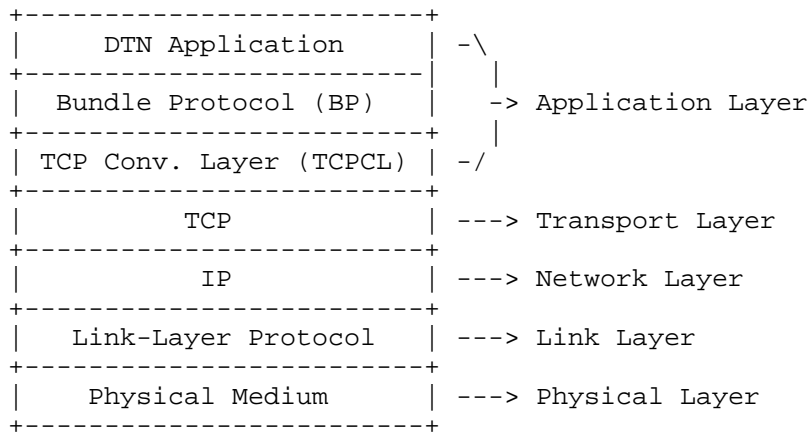 +-------------------------+
|     DTN Application     | -\
+-------------------------|   |
|  Bundle Protocol (BP)   |   -> Application Layer
+-------------------------+   |
| TCP Conv. Layer (TCPCL) | -/
+-------------------------+
|          TCP            | ---> Transport Layer
+-------------------------+
|           IP            | ---> Network Layer
+-------------------------+
|   Link-Layer Protocol   | ---> Link Layer
+-------------------------+
|    Physical Medium      | ---> Physical Layer
+-------------------------+